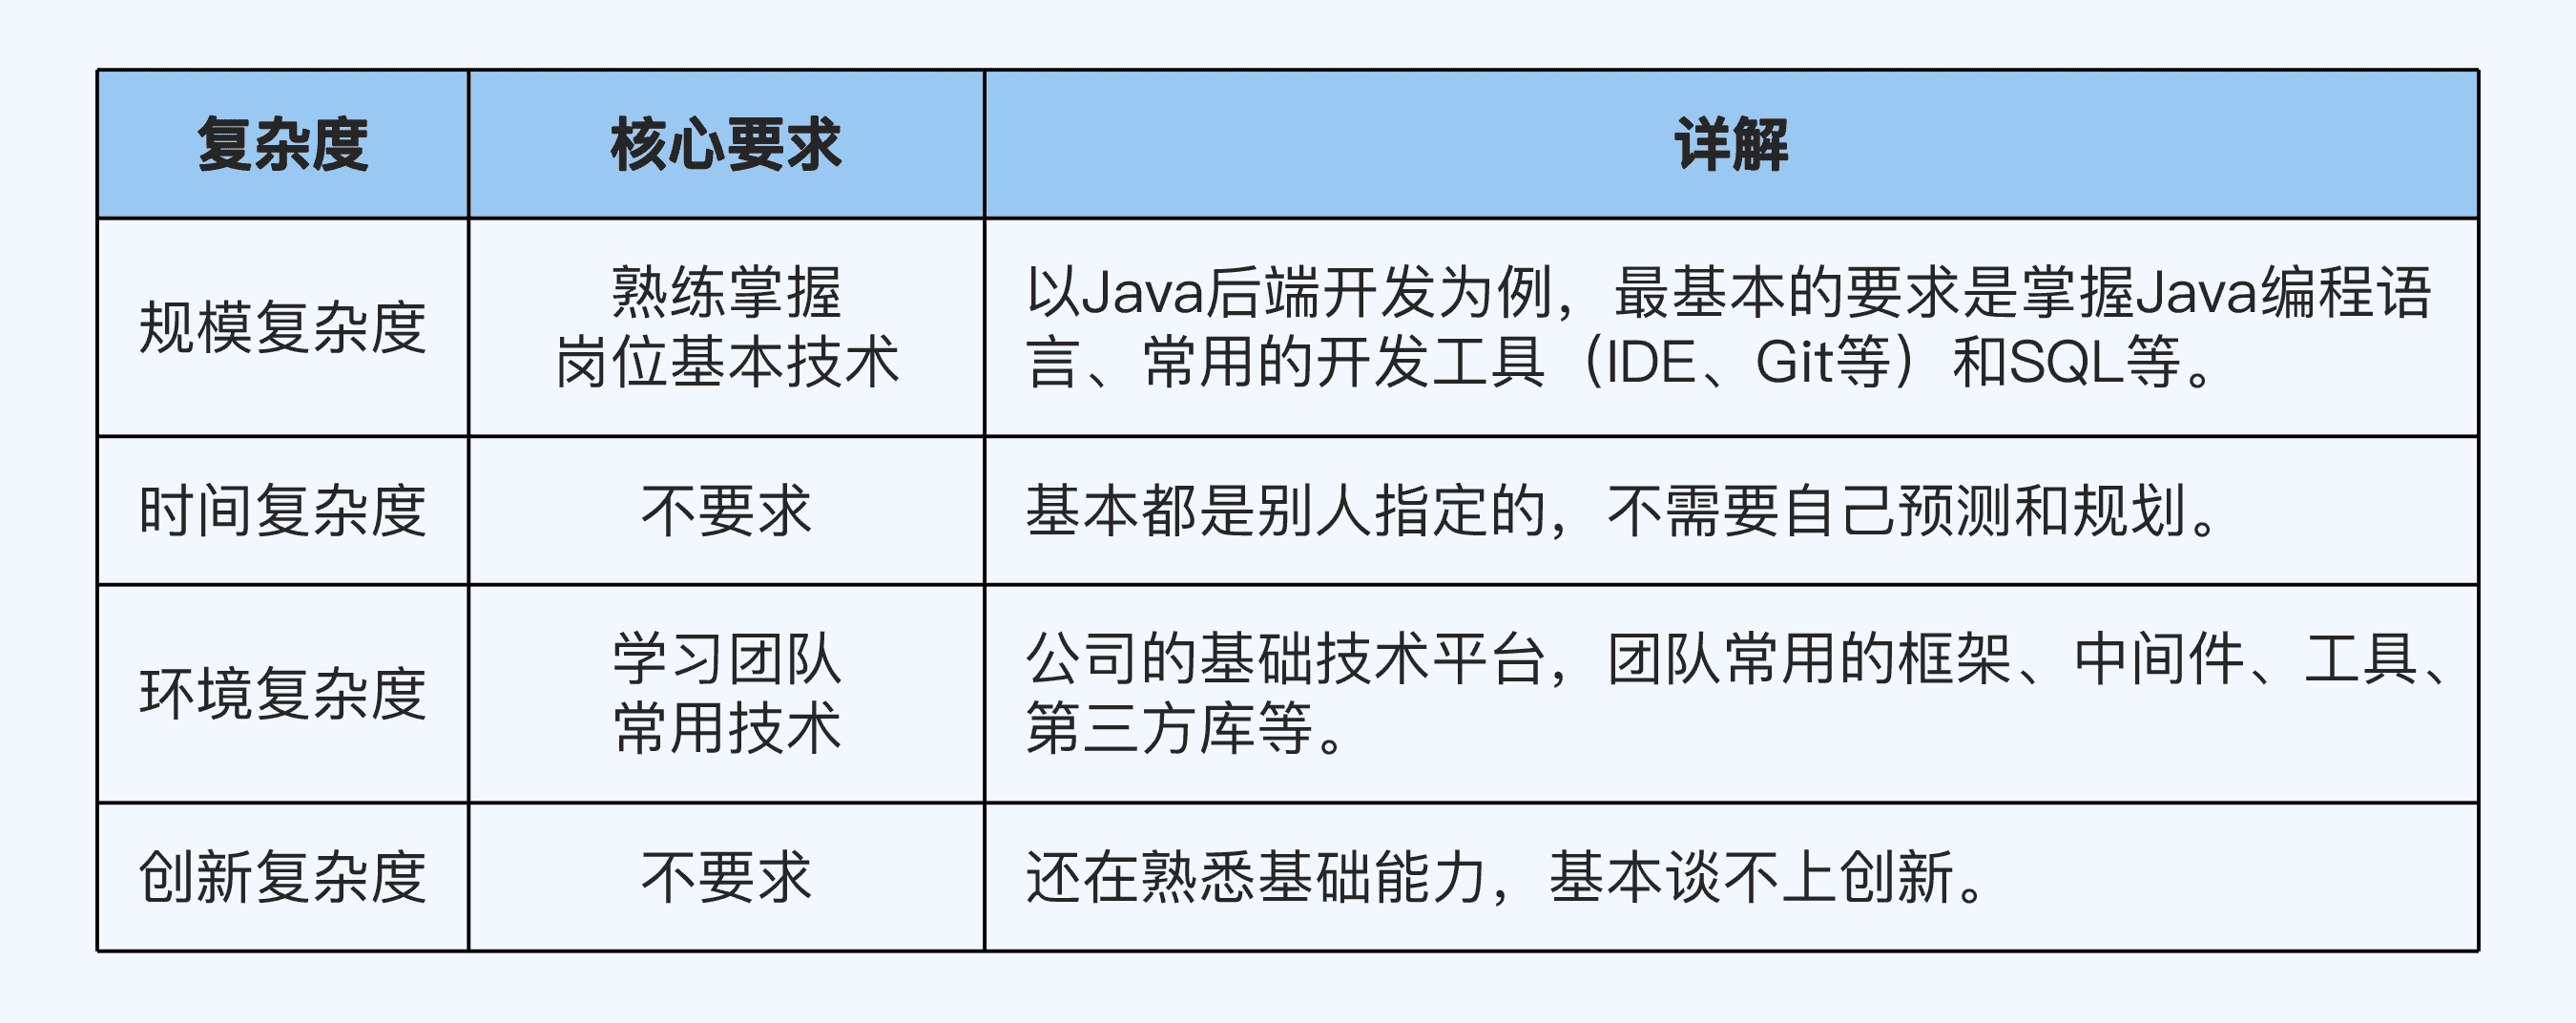 复杂度
核心要求
详解
规模复杂度
熟练掌握
岗位基本技术
以Java后端开发为例，最基本的要求是掌握Java编程语
言、常用的开发工具（IDE、Git等）和SQL等。
时间复杂度
不要求
基本都是别人指定的，不需要自己预测和规划。
环境复杂度
学习团队
常用技术
公司的基础技术平台，团队常用的框架、中间件、工具、
第三方库等。
创新复杂度
不要求
还在熟悉基础能力，基本谈不上创新。